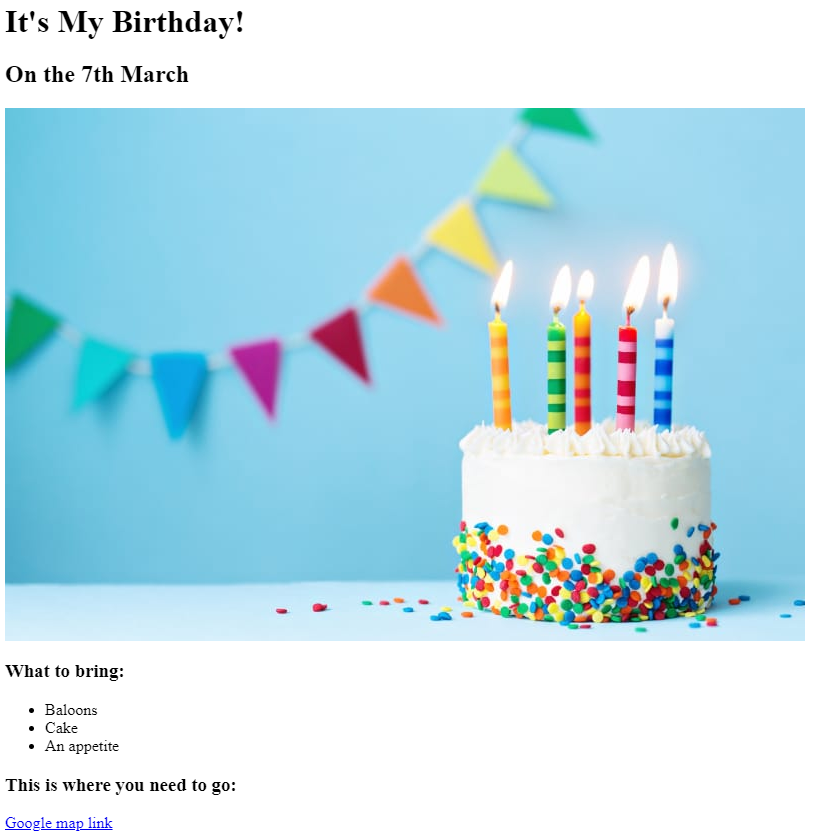 It's My Birthday!
On the 7th March
What to bring:
Baloons
Cake
An appetite
This is where you need to go:
Google map link